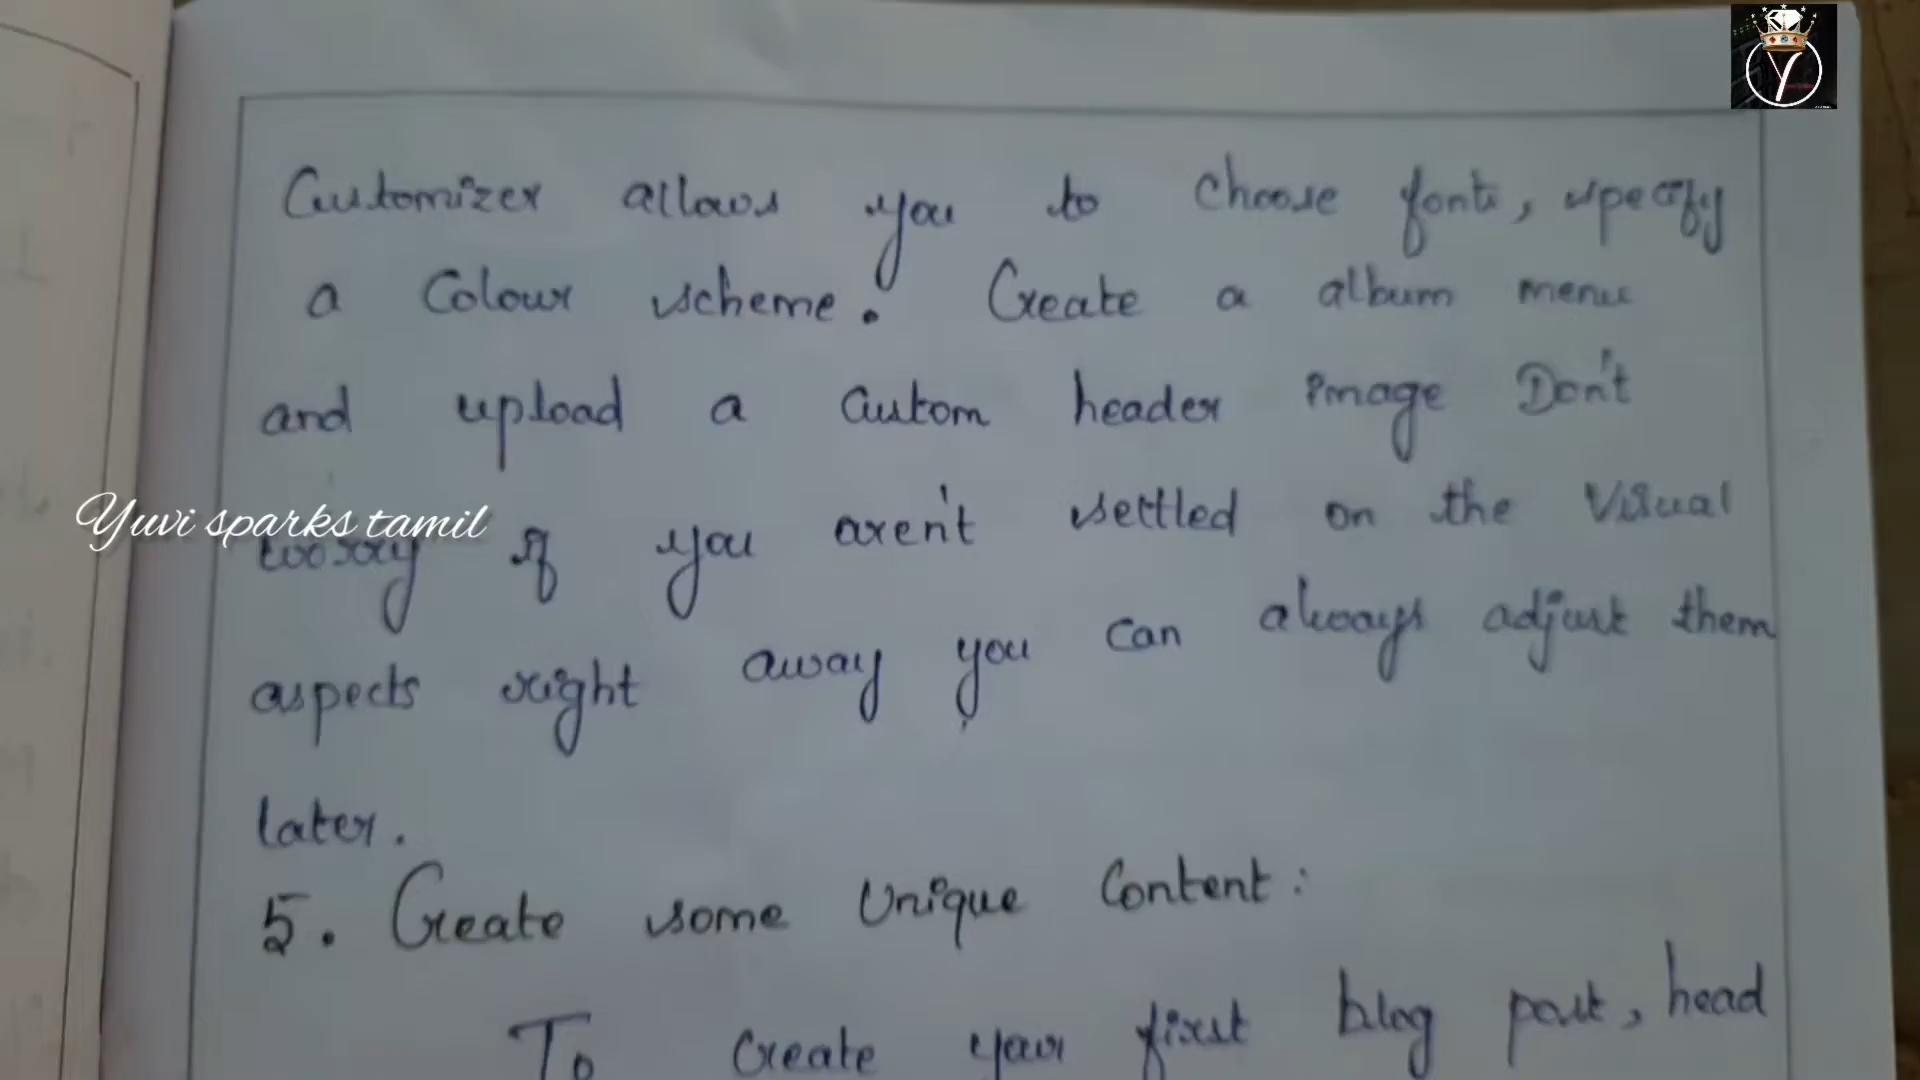 Customizer allows you to choose fonts, specify
a Colour scheme. Create a album menu
and upload a custom header image Don't
Yuvi sparks tamil
worry if you aren't settled on the Visual
aspects right away you can always adjust them
later.
5. Create some Unique Content:
To create your first blog post, head